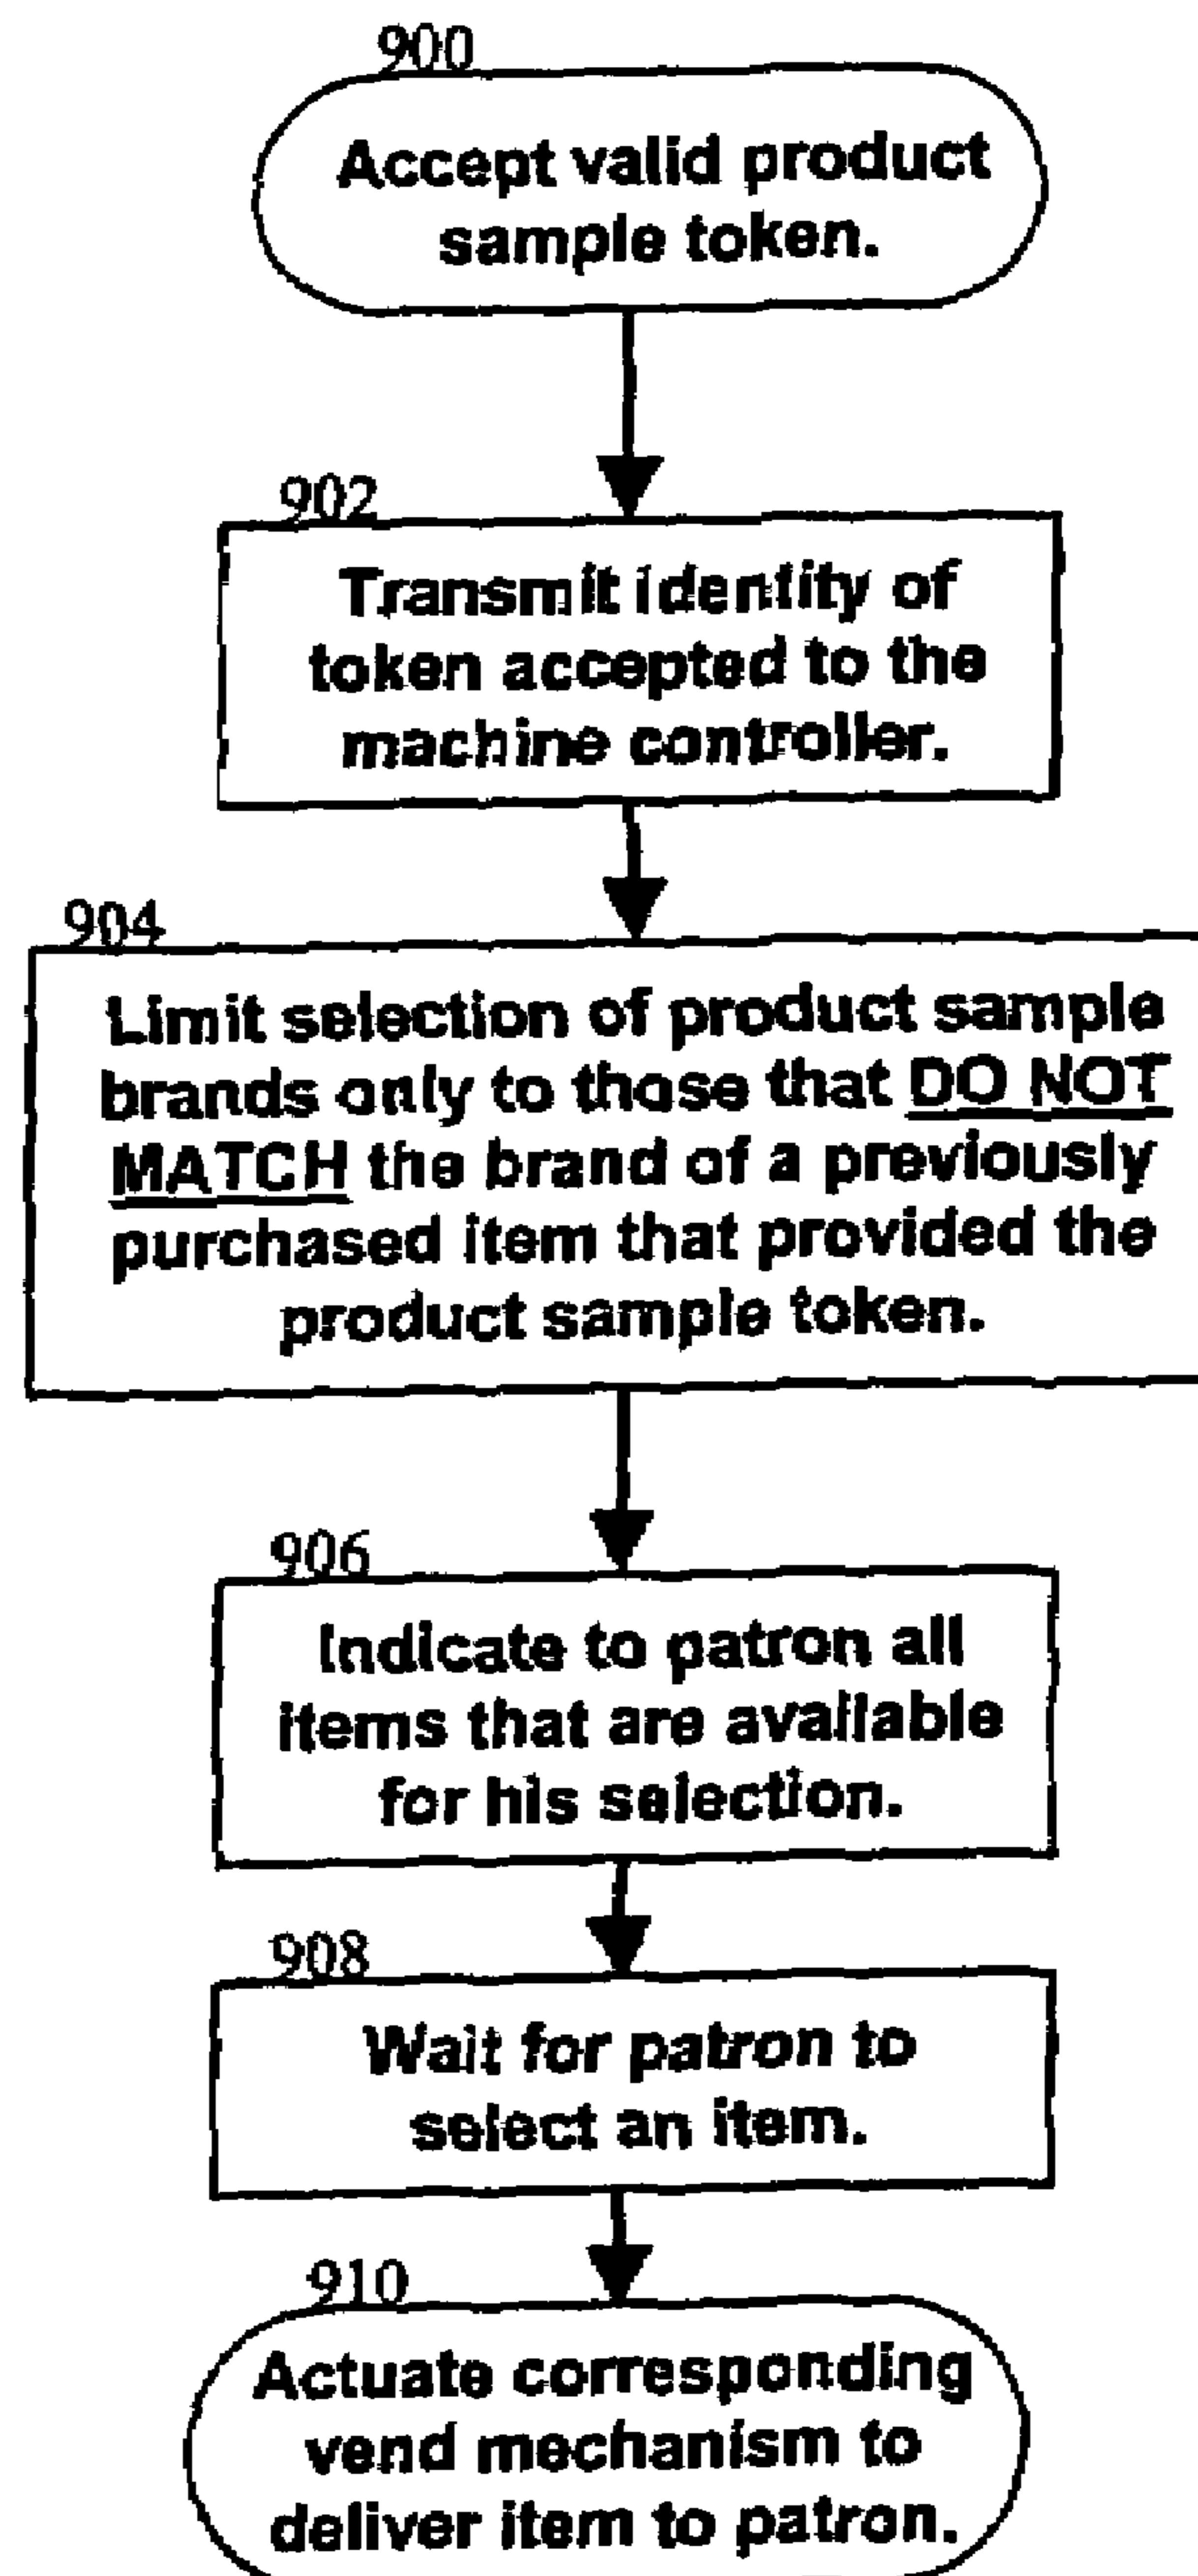 900
Accept valid product
sample token.
902
Transmit identity of
token accepted to the
machine controller.
904
Limit selection of product sample
brands only to those that DO NOT
MATCH the brand of a previously
purchased item that provided the
product sample token.
906
Indicate to patron all
items that are available
for his selection.
908
Wait for patron to
select an item.
910
Actuate corresponding
vend mechanism to
deliver item to patron.